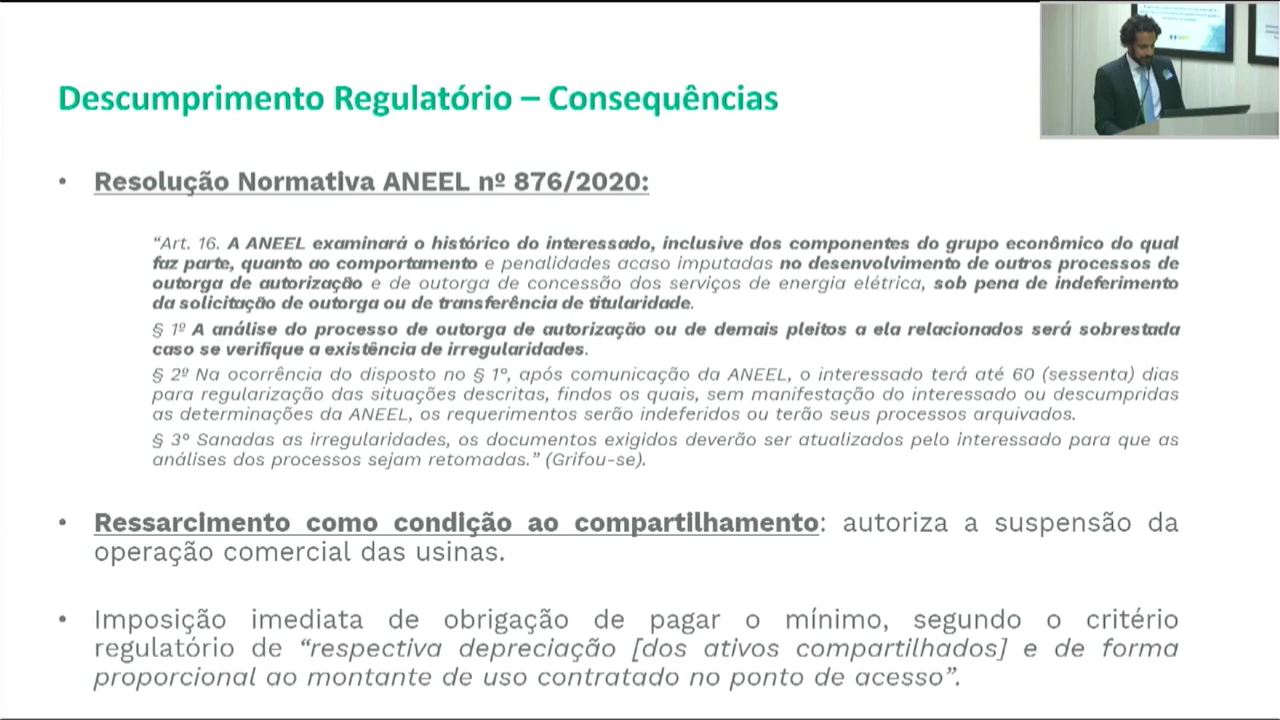 Descumprimento Regulatório – Consequências
• Resolução Normativa ANEEL nº 876/2020:
“Art. 16. A ANEEL examinará o histórico do interessado, inclusive dos componentes do grupo econômico do qual
faz parte, quanto ao comportamento e penalidades acaso imputadas no desenvolvimento de outros processos de
outorga de autorização e de outorga de concessão dos serviços de energia elétrica, sob pena de indeferimento
da solicitação de outorga ou de transferência de titularidade.
§ 1º A análise do processo de outorga de autorização ou de demais pleitos a ela relacionados será sobrestada
caso se verifique a existência de irregularidades.
§ 2º Na ocorrência do disposto no § 1°, após comunicação da ANEEL, o interessado terá até 60 (sessenta) dias
para regularização das situações descritas, findos os quais, sem manifestação do interessado ou descumpridas
as determinações da ANEEL, os requerimentos serão indeferidos ou terão seus processos arquivados.
§ 3° Sanadas as irregularidades, os documentos exigidos deverão ser atualizados pelo interessado para que as
análises dos processos sejam retomadas.” (Grifou-se).
• Ressarcimento como condição ao compartilhamento: autoriza a suspensão da
operação comercial das usinas.
• Imposição imediata de obrigação de pagar o mínimo, segundo o critério
regulatório de “respectiva depreciação [dos ativos compartilhados] e de forma
proporcional ao montante de uso contratado no ponto de acesso”.